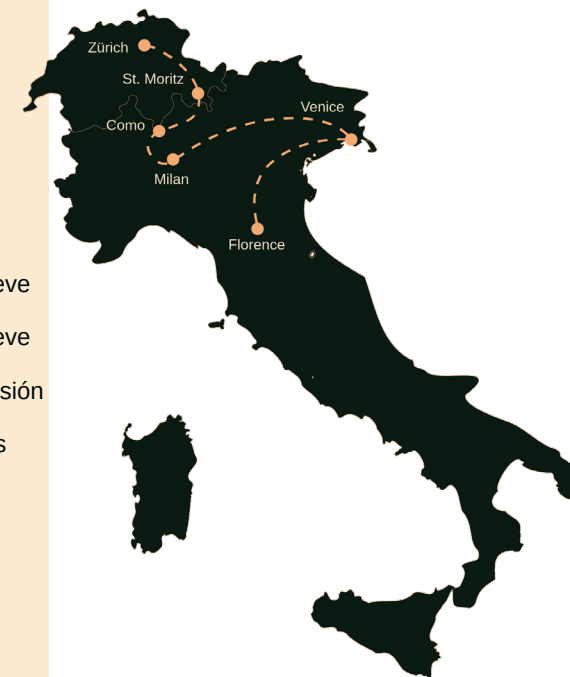 eve
eve
sión
s
Zürich
St. Moritz
Venice
Como
Milan
Florence